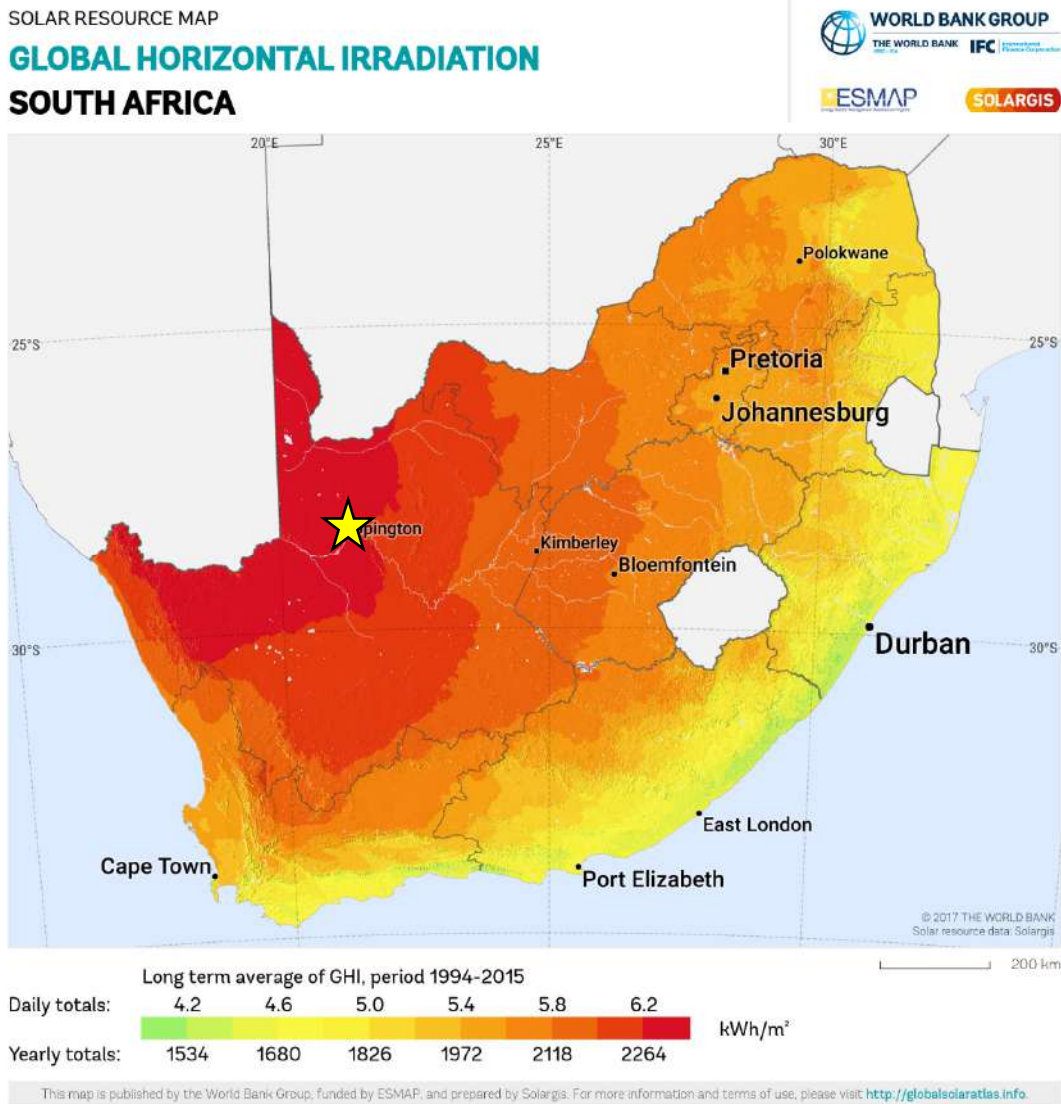 SOLAR RESOURCE MAP
GLOBAL HORIZONTAL IRRADIATION
SOUTH AFRICA
WORLD BANK GROUP
THE WORLD BANK IFC International Finance Corporation
ESMAP
SOLARGIS
20°E 25°E 30°E
Polokwane
25°S
25°S
Pretoria
Johannesburg
pington
Kimberley
Bloemfontein
Durban
30°S
30°S
East London
Cape Town
Port Elizabeth
© 2017 THE WORLD BANK
Solar resource data: Solargis
200 km
Long term average of GHI, period 1994-2015
Daily totals: 4.2 4.6 5.0 5.4 5.8 6.2
kWh/m²
Yearly totals: 1534 1680 1826 1972 2118 2264
This map is published by the World Bank Group, funded by ESMAP, and prepared by Solargis. For more information and terms of use, please visit http://globalsolaratlas.info.